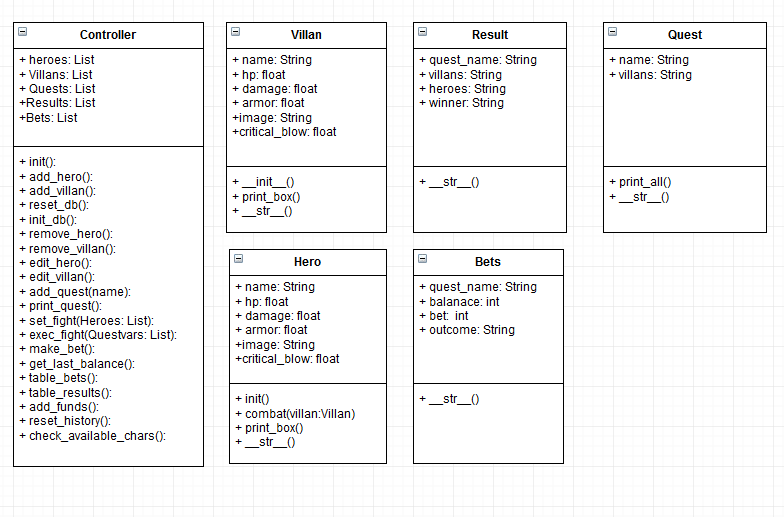 Controller
+ heroes: List
+ Villans: List
+ Quests: List
+Results: List
+Bets: List
+ init():
+ add_hero():
+ add_villan():
+ reset_db():
+ init_db():
+ remove_hero():
+ remove_villan():
+ edit_hero():
+ edit_villan():
+ add_quest(name):
+ print_quest():
+ set_fight(Heroes: List):
+ exec_fight(Questvars: List):
+ make_bet():
+ get_last_balance():
+ table_bets():
+ table_results():
+ add_funds():
+ reset_history():
+ check_available_chars():
Villan
+ name: String
+ hp: float
+ damage: float
+ armor: float
+image: String
+critical_blow: float
+ __init__()
+ print_box()
+ __str__()
Result
+ quest_name: String
+ villans: String
+ heroes: String
+ winner: String
+ __str__()
Quest
+ name: String
+ villans: String
+ print_all()
+ __str__()
Hero
+ name: String
+ hp: float
+ damage: float
+ armor: float
+image: String
+critical_blow: float
+ init()
+ combat(villan:Villan)
+ print_box()
+ __str__()
Bets
+ quest_name: String
+ balanace: int
+ bet:  int
+ outcome: String
+ __str__()